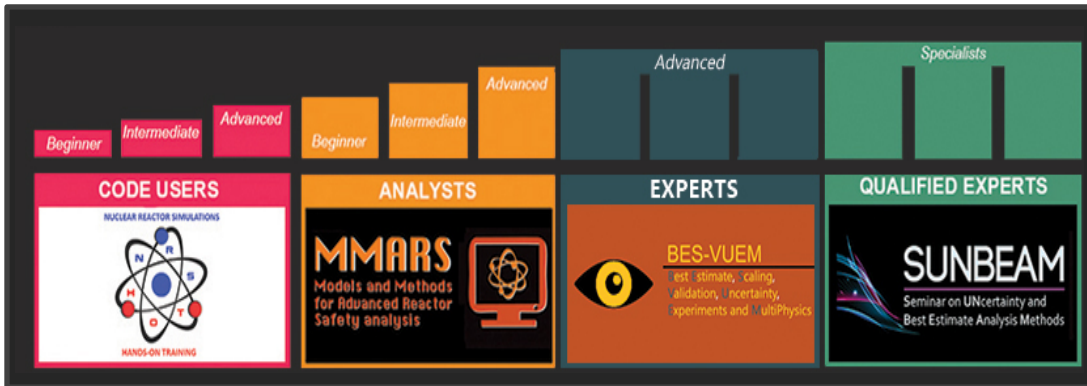 Beginner
Intermediate
Advanced
Beginner
Intermediate
Advanced
Advanced
Specialists
CODE USERS
NUCLEAR REACTOR SIMULATIONS
N R S
H O T
HANDS-ON TRAINING
ANALYSTS
MMARS
Models and Methods
for Advanced Reactor
Safety analysis
EXPERTS
BES-VUEM
Best Estimate, Scaling,
Validation, Uncertainty,
Experiments and MultiPhysics
QUALIFIED EXPERTS
SUNBEAM
Seminar on UNcertainty and
Best Estimate Analysis Methods